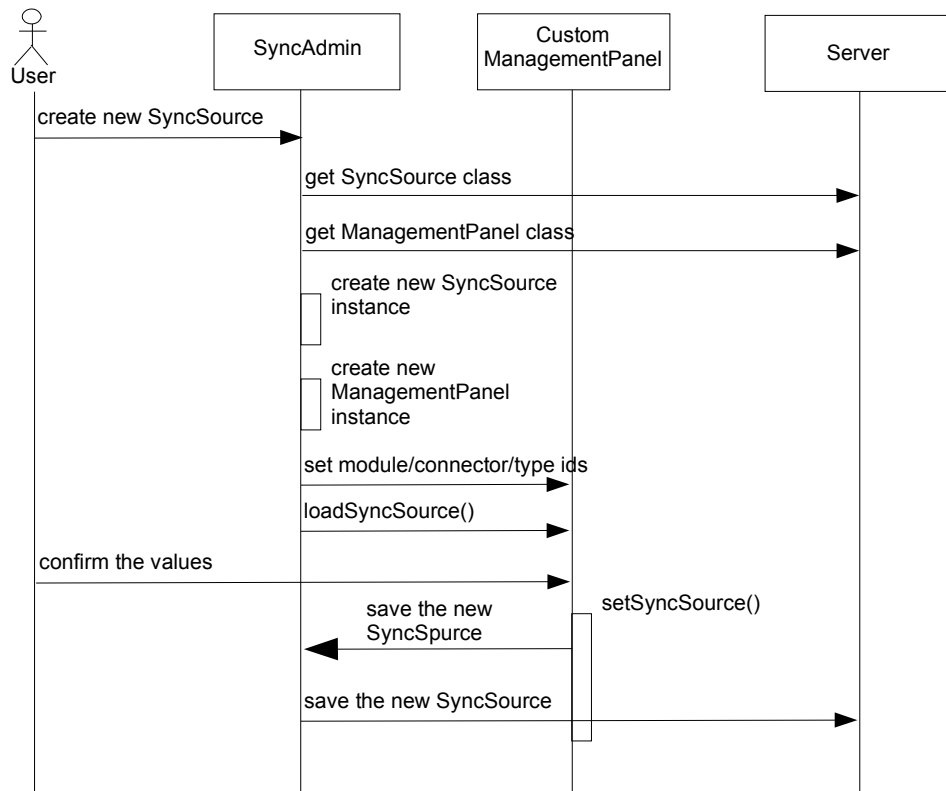 User
SyncAdmin
Custom
ManagementPanel
Server
create new SyncSource
get SyncSource class
get ManagementPanel class
create new SyncSource
instance
create new
ManagementPanel
instance
set module/connector/type ids
loadSyncSource()
confirm the values
setSyncSource()
save the new
SyncSpurce
save the new SyncSource